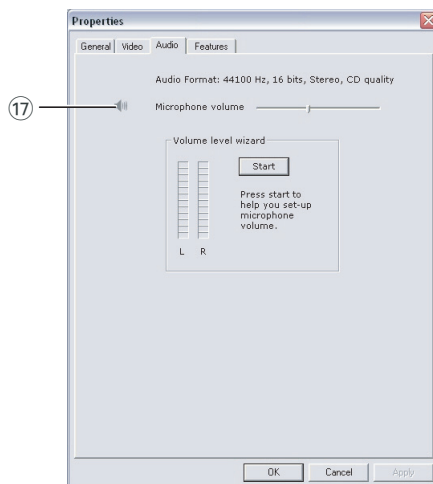 Properties
General Video Audio Features
Audio Format: 44100 Hz, 16 bits, Stereo, CD quality
17 Microphone volume
Volume level wizard
Start
Press start to
help you set-up
microphone
volume.
L R
OK Cancel Apply